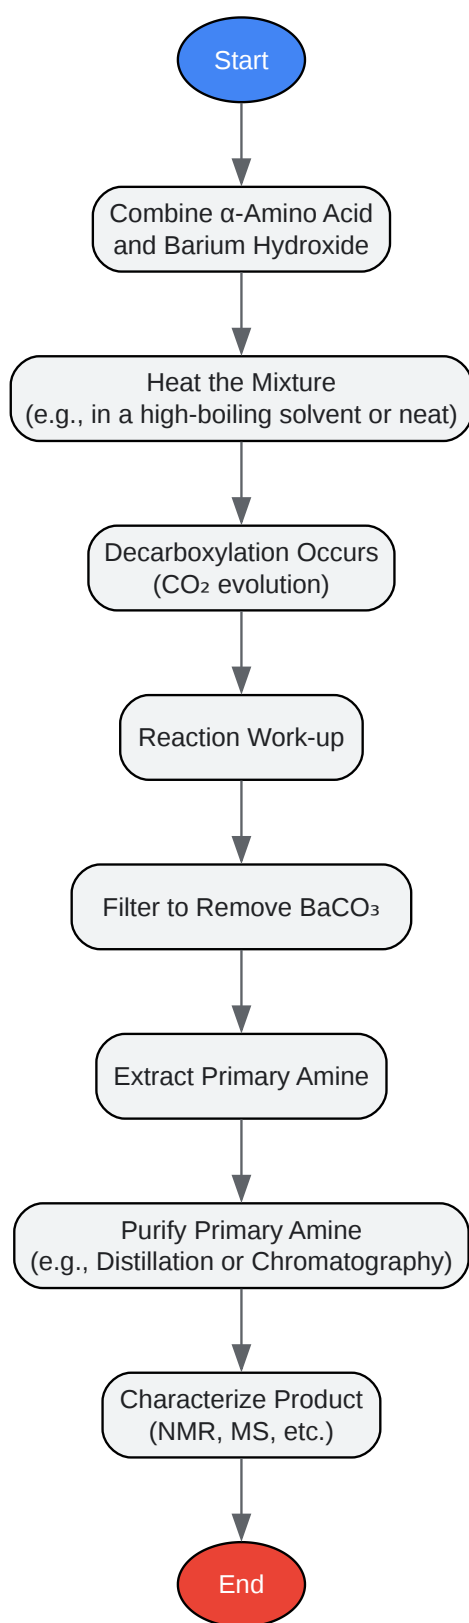 Start
Combine α-Amino Acid
and Barium Hydroxide
Heat the Mixture
(e.g., in a high-boiling solvent or neat)
Decarboxylation Occurs
(CO₂ evolution)
Reaction Work-up
Filter to Remove BaCO₃
Extract Primary Amine
Purify Primary Amine
(e.g., Distillation or Chromatography)
Characterize Product
(NMR, MS, etc.)
End